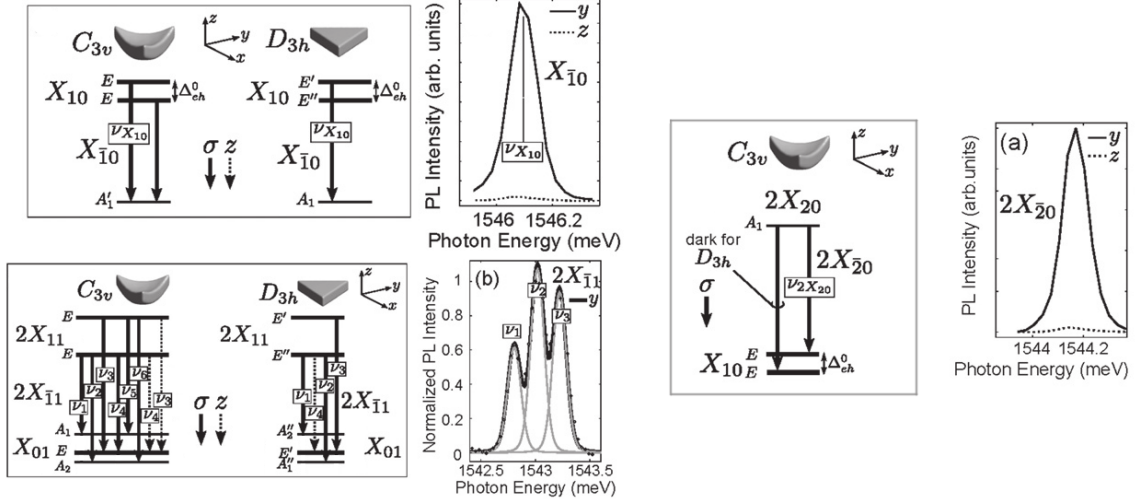 C3v
z
y
x
D3h
X10
E
E
Δ⁰eh
X10
E′
E″
Δ⁰eh
νX10
X1̄0
σ z
νX10
X1̄0
A′1
A1
PL Intensity (arb. units)
y
z
X1̄0
νX10
1546 1546.2
Photon Energy (meV)
C3v
D3h
z
y
x
E
E′
2X11
2X11
E
E″
ν1 ν2 ν3 ν4 ν5 ν6 ν4 ν3
ν1 ν4 ν2 ν3
2X1̄1
σ z
2X1̄1
A1
X01
E
A2
A″2
E′
A″1
X01
(b)
Normalized PL Intensity
2X1̄1
y
ν1
ν2
ν3
1
0.8
0.6
0.4
0.2
0
1542.5 1543 1543.5
Photon Energy (meV)
C3v
z
y
x
2X20
A1
dark for
D3h
2X2̄0
σ
ν2X20
X10
E
E
Δ⁰eh
(a)
PL Intensity (arb.units)
y
z
2X2̄0
1544 1544.2
Photon Energy (meV)